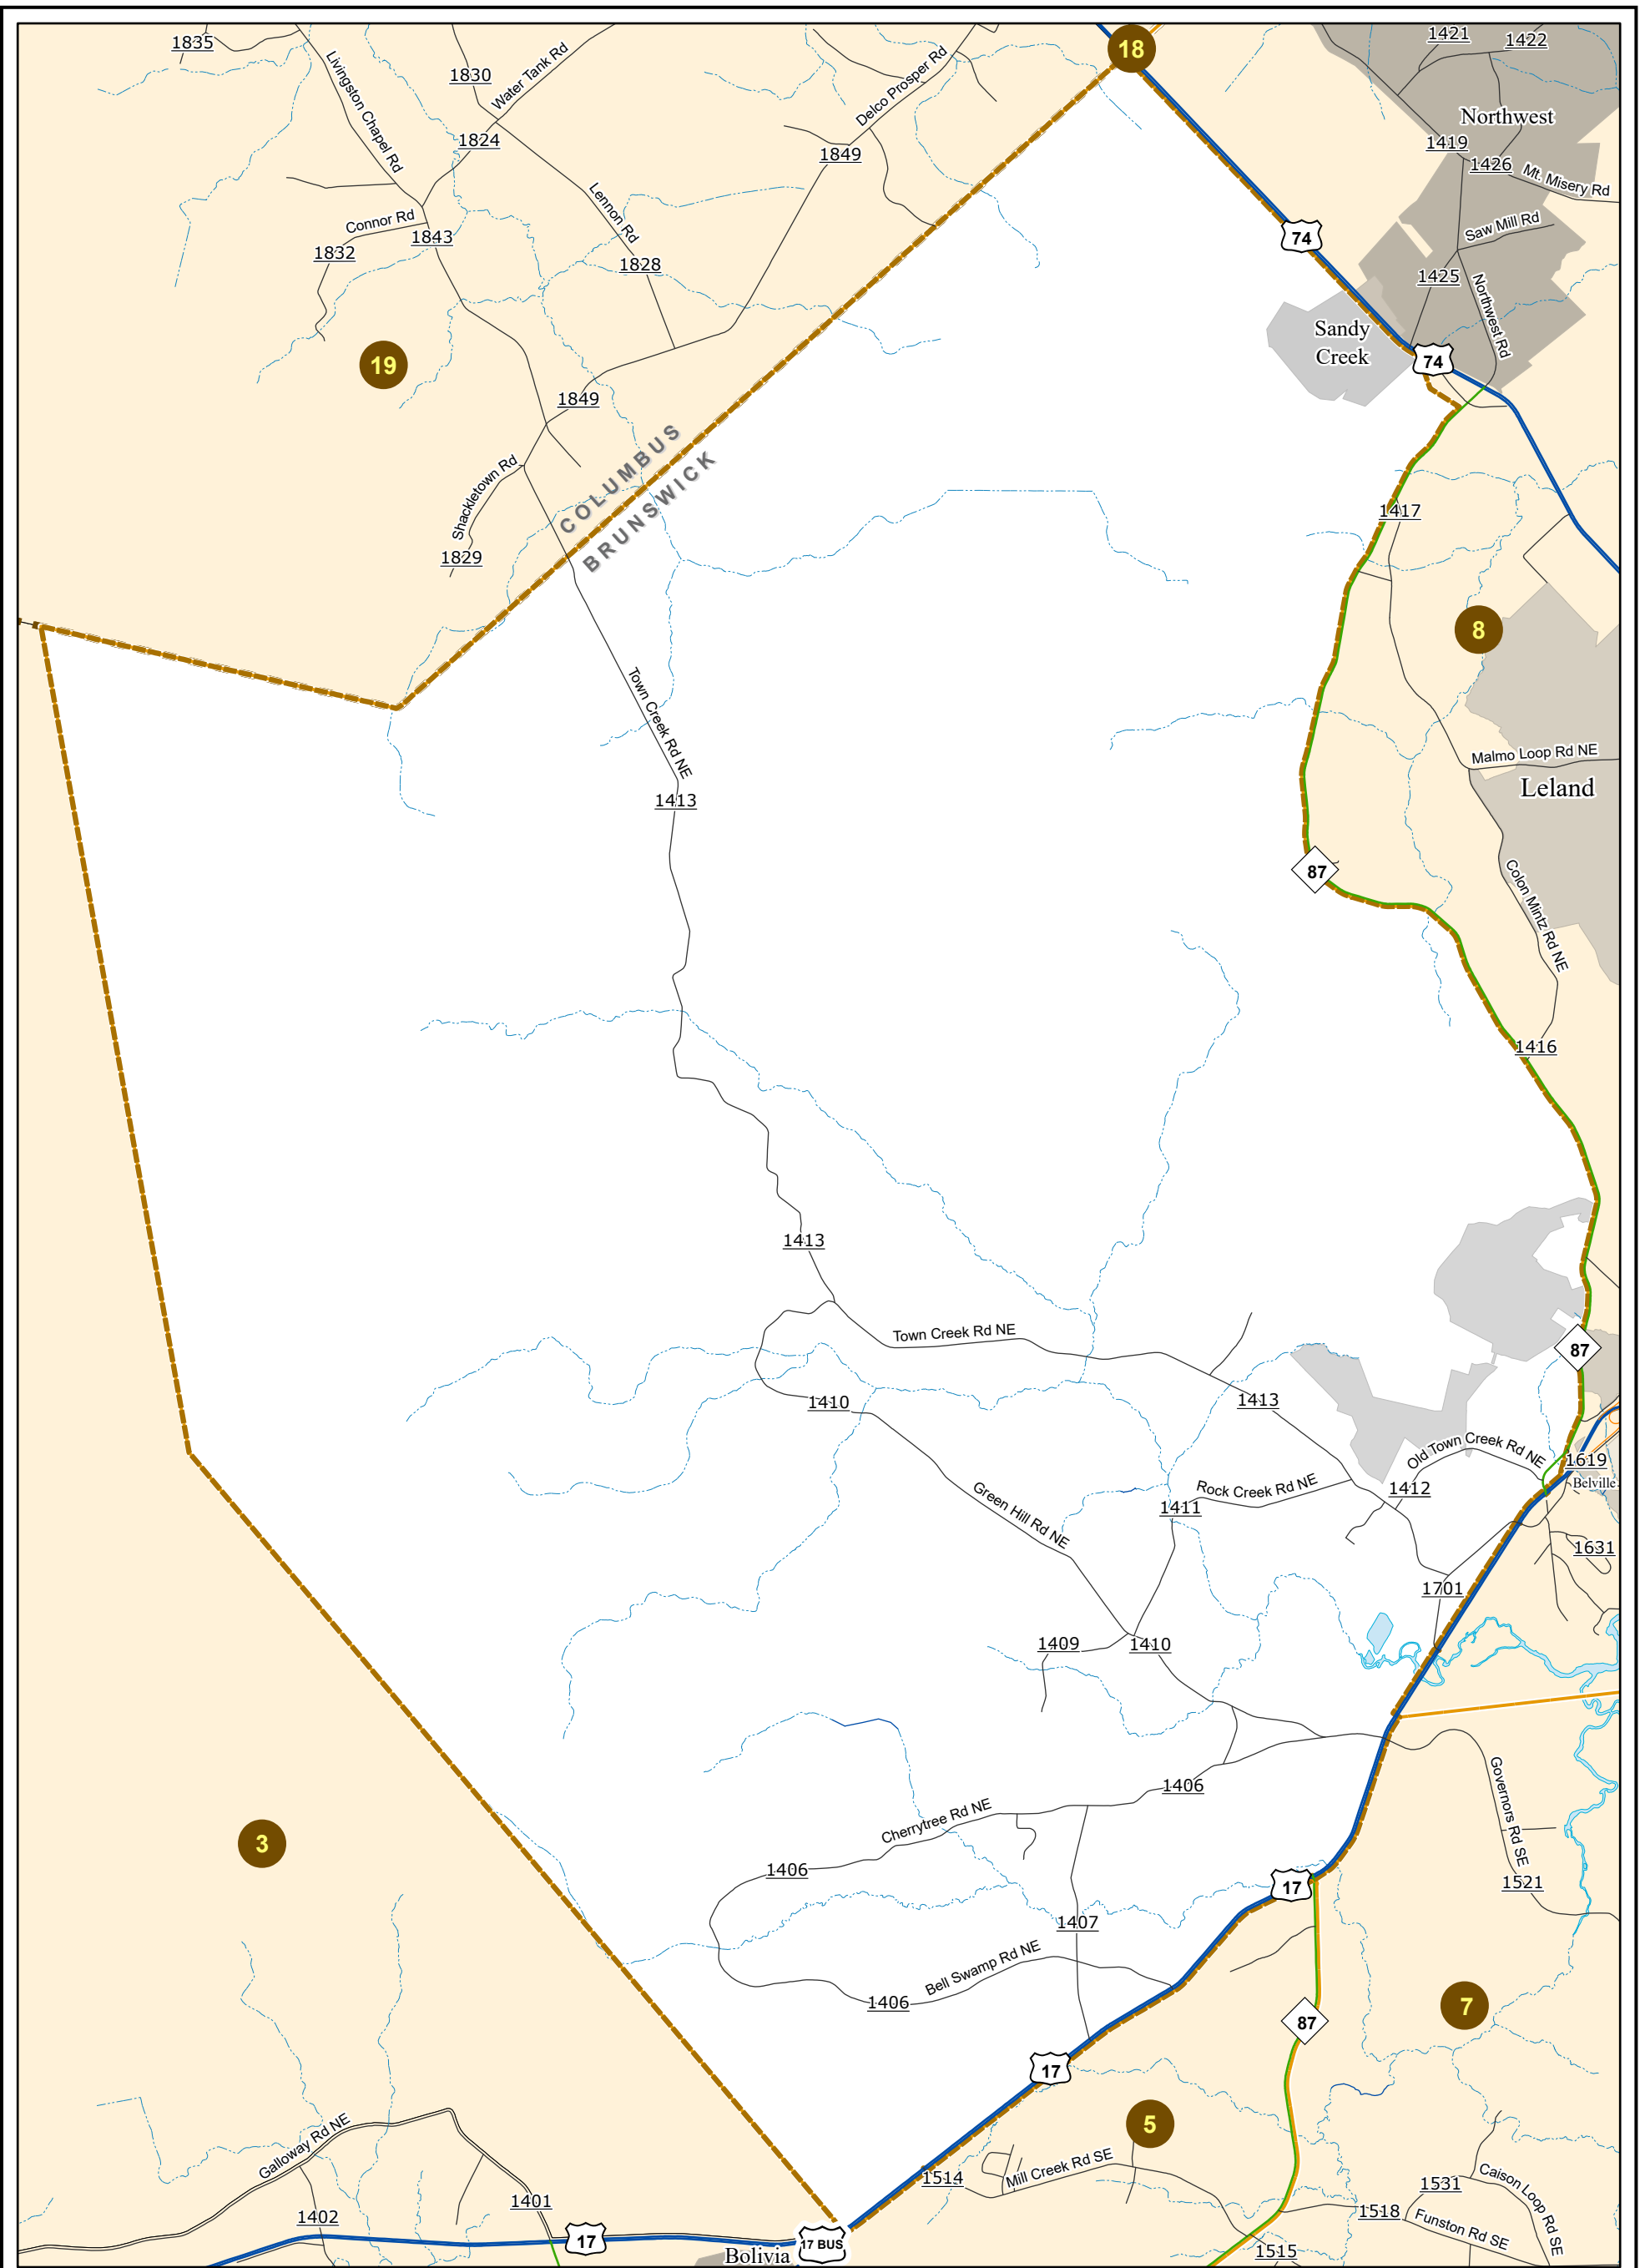 1835
Livingston Chapel Rd
1830
Water Tank Rd
1824
Delco Prosper Rd
1849
18
1421
1422
Northwest
1419
1426
Mt. Misery Rd
Saw Mill Rd
1425
Northwest Rd
74
Sandy
Creek
74
Connor Rd
1843
1832
Lennon Rd
1828
19
1849
Shackletown Rd
1829
COLUMBUS
BRUNSWICK
1417
8
Town Creek Rd NE
1413
Malmo Loop Rd NE
Leland
87
Colon Mintz Rd NE
1416
1413
Town Creek Rd NE
87
1410
1413
Old Town Creek Rd NE
1619
Belville
Rock Creek Rd NE
1412
1411
Green Hill Rd NE
1631
1701
1409
1410
1406
Governors Rd SE
Cherrytree Rd NE
3
1406
17
1521
1407
Bell Swamp Rd NE
1406
7
87
17
5
Galloway Rd NE
1514
Mill Creek Rd SE
1531
Caison Loop Rd SE
1401
1402
1518
Funston Rd SE
17
17 BUS
Bolivia
1515